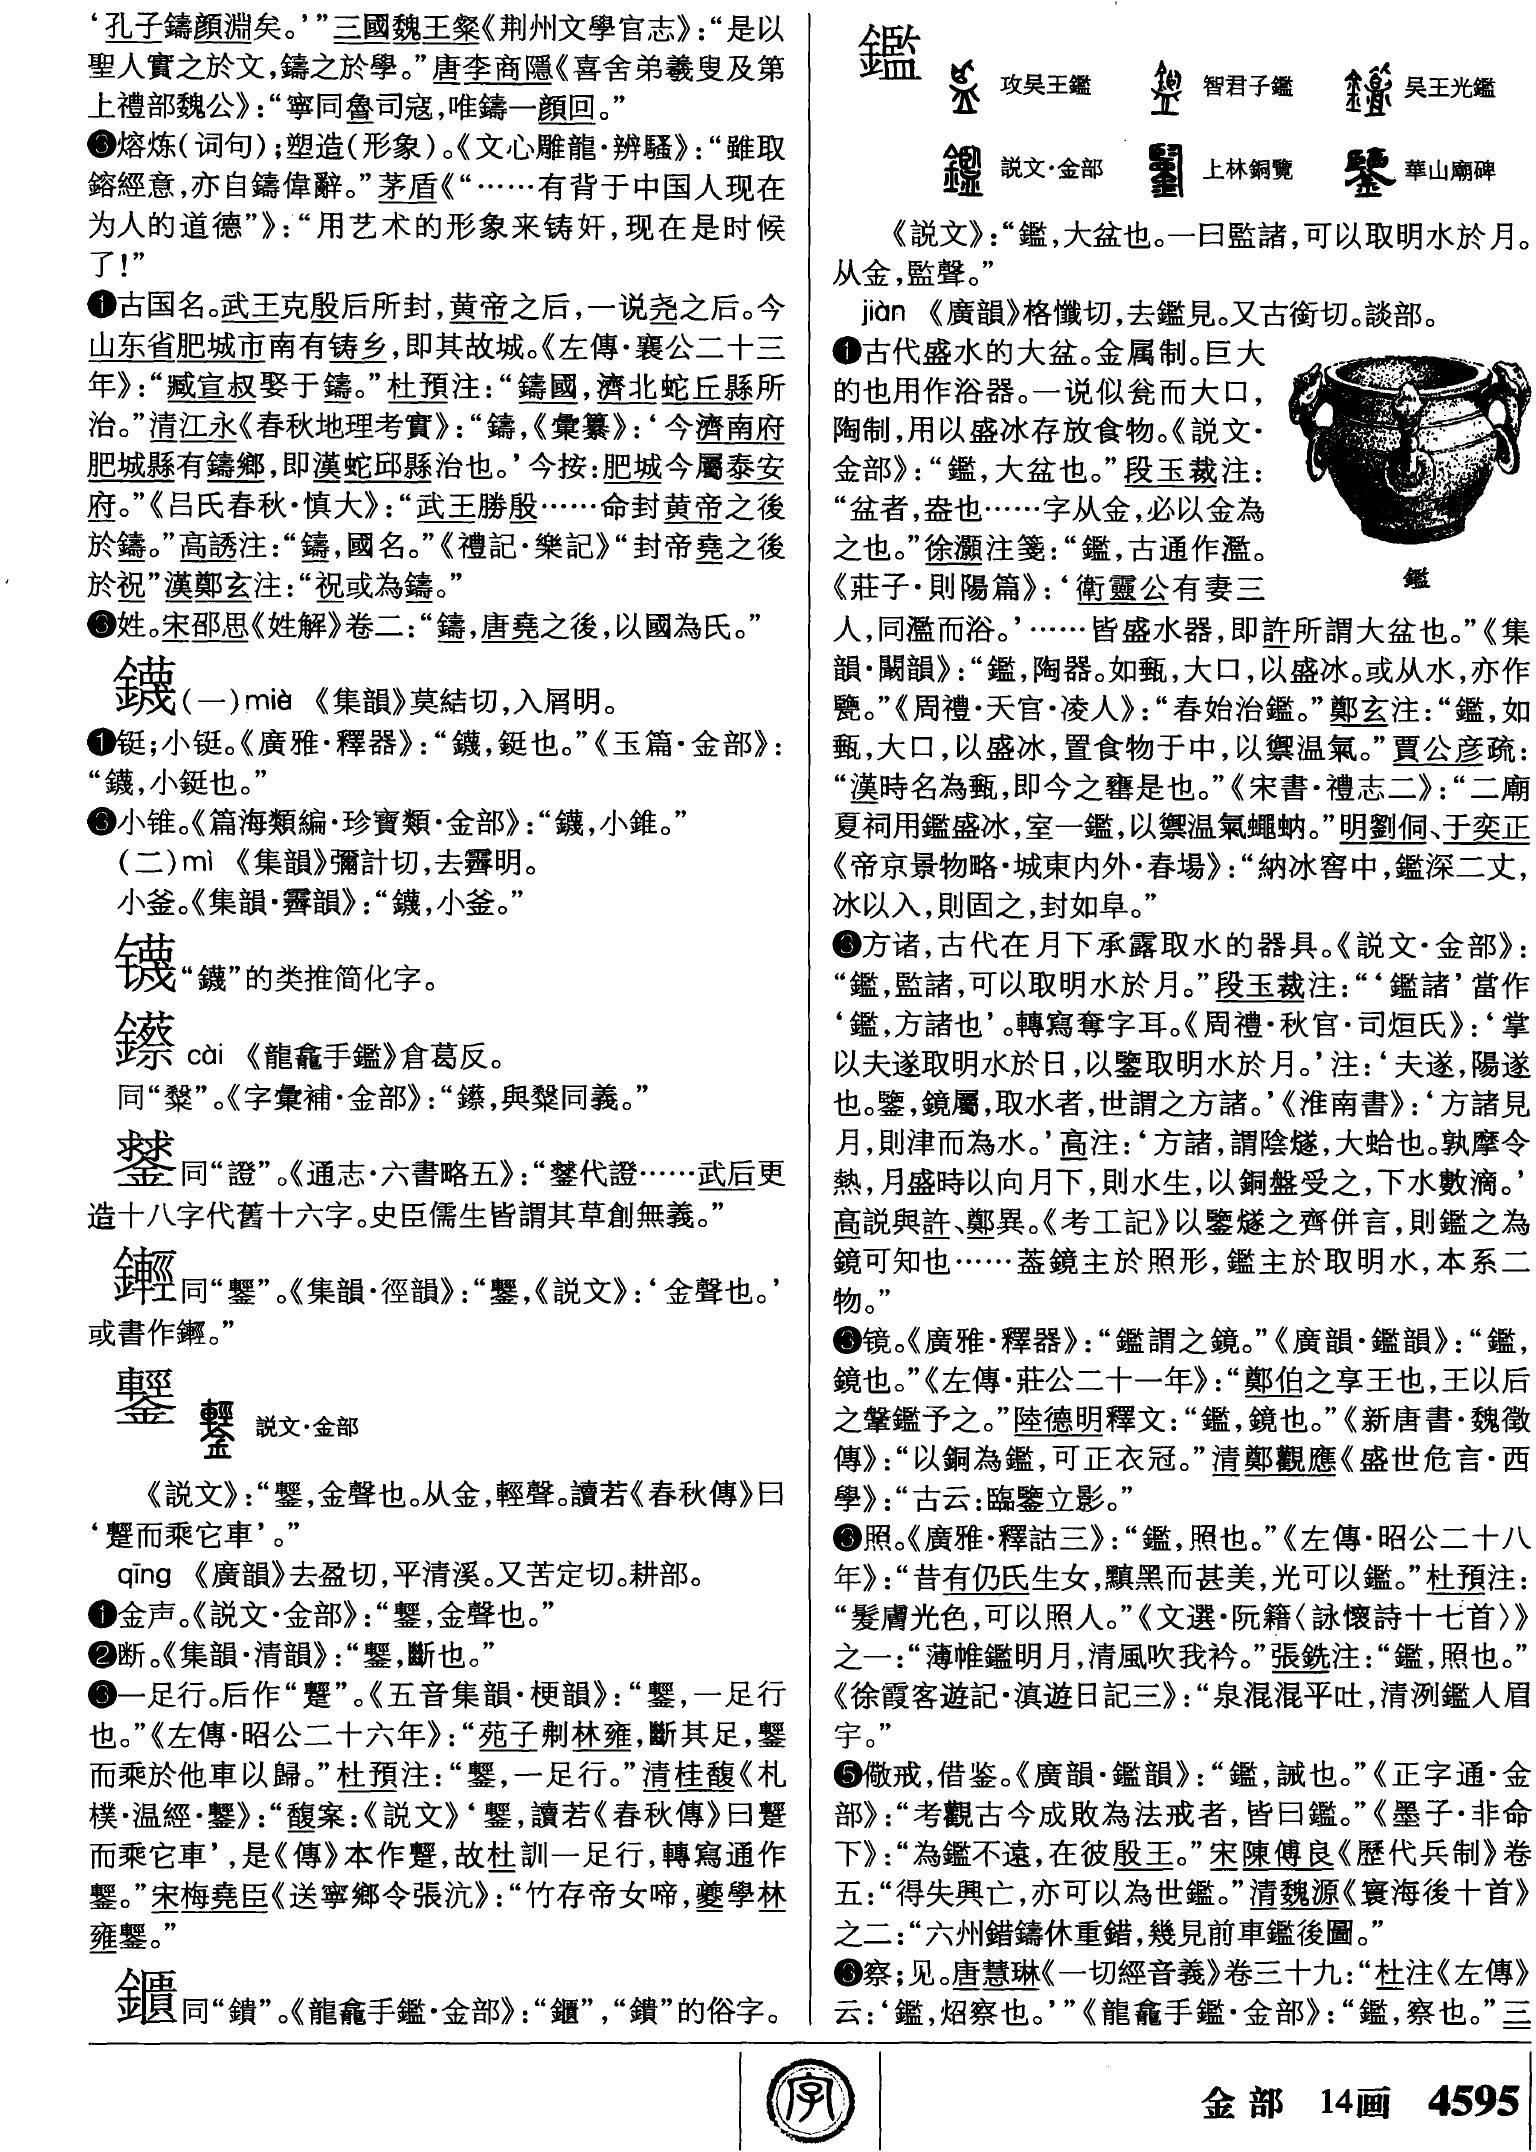 ‘孔子鑄顔淵矣。’”三國魏王粲《荆州文學官志》：“是以
聖人實之於文，鑄之於學。”唐李商隱《喜舍弟羲叟及第
上禮部魏公》：“寧同魯司寇，唯鑄一顔回。”
❸熔炼(词句)；塑造(形象)。《文心雕龍·辨騷》：“雖取
鎔經意，亦自鑄偉辭。”茅盾《“……有背于中国人现在
为人的道德”》：“用艺术的形象来铸奸，现在是时候
了！”
❶古国名。武王克殷后所封，黄帝之后，一说尧之后。今
山东省肥城市南有铸乡，即其故城。《左傳·襄公二十三
年》：“臧宣叔娶于鑄。”杜預注：“鑄國，濟北蛇丘縣所
治。”清江永《春秋地理考實》：“鑄，《彙纂》：‘今濟南府
肥城縣有鑄鄉，即漢蛇邱縣治也。’今按：肥城今屬泰安
府。”《吕氏春秋·慎大》：“武王勝殷……命封黄帝之後
於鑄。”高誘注：“鑄，國名。”《禮記·樂記》“封帝堯之後
於祝”漢鄭玄注：“祝或為鑄。”
❸姓。宋邵思《姓解》卷二：“鑄，唐堯之後，以國為氏。”
鑖(一)miè 《集韻》莫結切，入屑明。
❶铤；小铤。《廣雅·釋器》：“鑖，鋌也。”《玉篇·金部》：
“鑖，小鋌也。”
❸小锥。《篇海類編·珍寶類·金部》：“鑖，小錐。”
(二)mì 《集韻》彌計切，去霽明。
小釜。《集韻·霽韻》：“鑖，小釜。”
“鑖”的类推简化字。
cài 《龍龕手鑑》倉葛反。
同“䌨”。《字彙補·金部》：“鑔，與䌨同義。”
同“證”。《通志·六書略五》：“代證……武后更
造十八字代舊十六字。史臣儒生皆謂其草創無義。”
同“鑋”。《集韻·徑韻》：“鑋，《説文》：‘金聲也。’
或書作。”
鑋 説文·金部
《説文》：“鑋，金聲也。从金，輕聲。讀若《春秋傳》曰
‘躗而乘它車’。”
qīng 《廣韻》去盈切，平清溪。又苦定切。耕部。
❶金声。《説文·金部》：“鑋，金聲也。”
❷断。《集韻·清韻》：“鑋，斷也。”
❸一足行。后作“𨆪”。《五音集韻·梗韻》：“鑋，一足行
也。”《左傳·昭公二十六年》：“苑子刜林雍，斷其足，鑋
而乘於他車以歸。”杜預注：“鑋，一足行。”清桂馥《札
樸·温經·鑋》：“馥案：《説文》‘鑋，讀若《春秋傳》曰𨆪
而乘它車’，是《傳》本作𨆪，故杜訓一足行，轉寫通作
鑋。”宋梅堯臣《送寧鄉令張沆》：“竹存帝女啼，夔學林
雍鑋。”
鑎同“鐀”。《龍龕手鑑·金部》：“鑎”，“鐀”的俗字。
鑑 攻吴王鑑 智君子鑑 吴王光鑑
説文·金部 上林銅覽 華山廟碑
《説文》：“鑑，大盆也。一曰監諸，可以取明水於月。
从金，監聲。”
jiàn 《廣韻》格懺切，去鑑見。又古銜切。談部。
❶古代盛水的大盆。金属制。巨大
的也用作浴器。一说似瓮而大口，
陶制，用以盛冰存放食物。《説文·
金部》：“鑑，大盆也。”段玉裁注：
“盆者，盎也……字从金，必以金為
之也。”徐灝注箋：“鑑，古通作濫。
《莊子·則陽篇》：‘衛靈公有妻三
鑑
人，同濫而浴。’……皆盛水器，即許所謂大盆也。”《集
韻·闞韻》：“鑑，陶器。如甀，大口，以盛冰。或从水，亦作
㽉。”《周禮·天官·凌人》：“春始治鑑。”鄭玄注：“鑑，如
甀，大口，以盛冰，置食物于中，以禦温氣。”賈公彦疏：
“漢時名為甀，即今之罋是也。”《宋書·禮志二》：“二廟
夏祠用鑑盛冰，室一鑑，以禦温氣蠅蚋。”明劉侗、于奕正
《帝京景物略·城東内外·春場》：“納冰窖中，鑑深二丈，
冰以入，則固之，封如阜。”
❸方诸，古代在月下承露取水的器具。《説文·金部》：
“鑑，監諸，可以取明水於月。”段玉裁注：“‘鑑諸’當作
‘鑑，方諸也’。轉寫奪字耳。《周禮·秋官·司烜氏》：‘掌
以夫遂取明水於日，以鑒取明水於月。’注：‘夫遂，陽遂
也。鑒，鏡屬，取水者，世謂之方諸。’《淮南書》：‘方諸見
月，則津而為水。’高注：‘方諸，謂陰燧，大蛤也。孰摩令
熱，月盛時以向月下，則水生，以銅盤受之，下水數滴。’
高説與許、鄭異。《考工記》以鑒燧之齊併言，則鑑之為
鏡可知也……葢鏡主於照形，鑑主於取明水，本系二
物。”
❸镜。《廣雅·釋器》：“鑑謂之鏡。”《廣韻·鑑韻》：“鑑，
鏡也。”《左傳·莊公二十一年》：“鄭伯之享王也，王以后
之鞶鑑予之。”陸德明釋文：“鑑，鏡也。”《新唐書·魏徵
傳》：“以銅為鑑，可正衣冠。”清鄭觀應《盛世危言·西
學》：“古云：臨鑒立影。”
❸照。《廣雅·釋詁三》：“鑑，照也。”《左傳·昭公二十八
年》：“昔有仍氏生女，黰黑而甚美，光可以鑑。”杜預注：
“髮膚光色，可以照人。”《文選·阮籍〈詠懷詩十七首〉》
之一：“薄帷鑑明月，清風吹我衿。”張銑注：“鑑，照也。”
《徐霞客遊記·滇遊日記三》：“泉混混平吐，清冽鑑人眉
宇。”
❺儆戒，借鉴。《廣韻·鑑韻》：“鑑，誡也。”《正字通·金
部》：“考觀古今成敗為法戒者，皆曰鑑。”《墨子·非命
下》：“為鑑不遠，在彼殷王。”宋陳傅良《歷代兵制》卷
五：“得失興亡，亦可以為世鑑。”清魏源《寰海後十首》
之二：“六州錯鑄休重錯，幾見前車鑑後圖。”
❸察；见。唐慧琳《一切經音義》卷三十九：“杜注《左傳》
云：‘鑑，炤察也。’”《龍龕手鑑·金部》：“鑑，察也。”三
字
金部 14画 4595